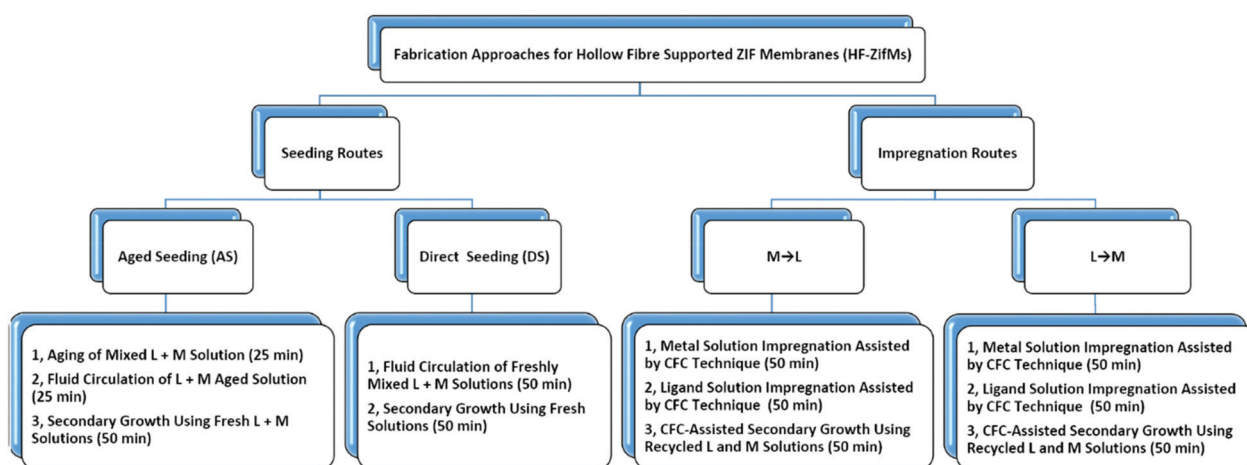 Fabrication Approaches for Hollow Fibre Supported ZIF Membranes (HF-ZifMs)
Seeding Routes
Impregnation Routes
Aged Seeding (AS)
Direct Seeding (DS)
M→L
L→M
1, Aging of Mixed L + M Solution (25 min)
2, Fluid Circulation of L + M Aged Solution
(25 min)
3, Secondary Growth Using Fresh L + M
Solutions (50 min)
1, Fluid Circulation of Freshly
Mixed L + M Solutions (50 min)
2, Secondary Growth Using Fresh
Solutions (50 min)
1, Metal Solution Impregnation Assisted
by CFC Technique (50 min)
2, Ligand Solution Impregnation Assisted
by CFC Technique (50 min)
3, CFC-Assisted Secondary Growth Using
Recycled L and M Solutions (50 min)
1, Metal Solution Impregnation Assisted
by CFC Technique (50 min)
2, Ligand Solution Impregnation Assisted
by CFC Technique (50 min)
3, CFC-Assisted Secondary Growth Using
Recycled L and M Solutions (50 min)